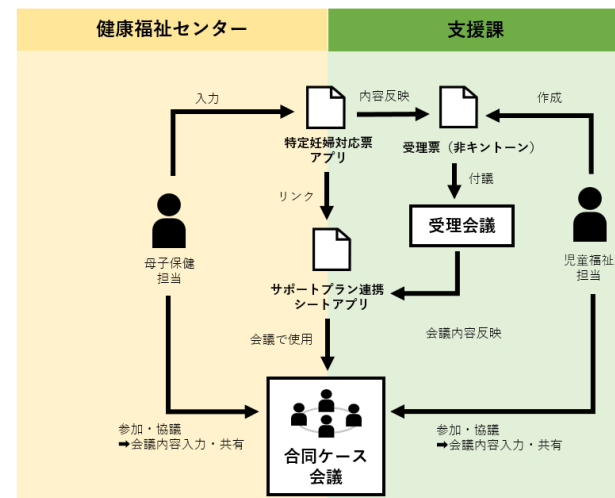 健康福祉センター
支援課
入力
内容反映
作成
特定妊婦対応票
アプリ
受理票（非キントーン）
リンク
付議
受理会議
母子保健
担当
児童福祉
担当
サポートプラン連携
シートアプリ
会議で使用
会議内容反映
参加・協議
➡会議内容入力・共有
合同ケース
会議
参加・協議
➡会議内容入力・共有